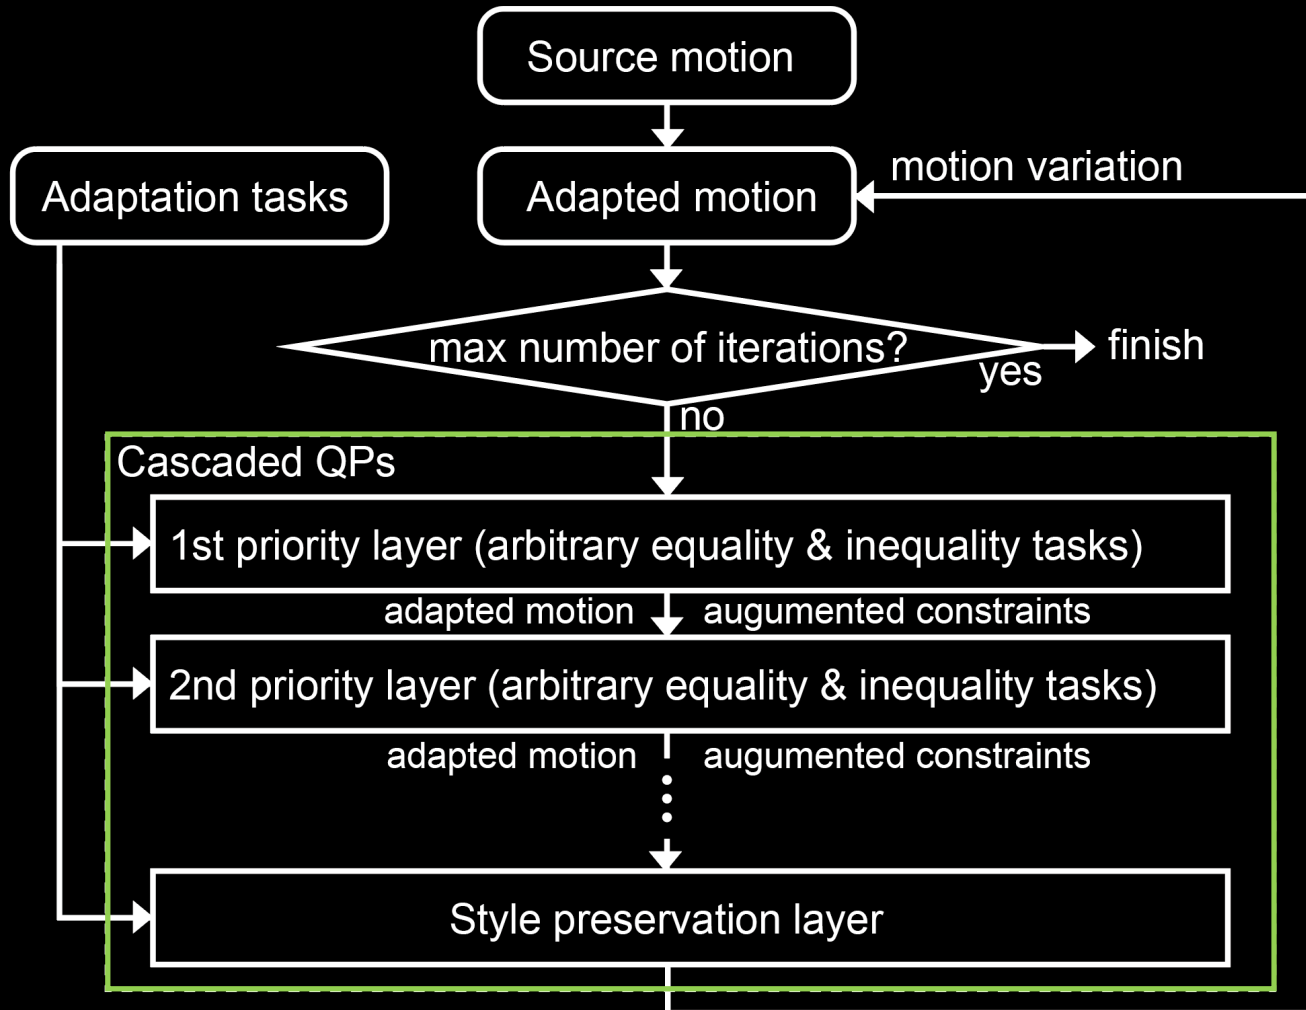 Source motion
Adaptation tasks
Adapted motion
motion variation
max number of iterations?
yes
finish
no
Cascaded QPs
1st priority layer (arbitrary equality & inequality tasks)
adapted motion
augumented constraints
2nd priority layer (arbitrary equality & inequality tasks)
adapted motion
augumented constraints
Style preservation layer